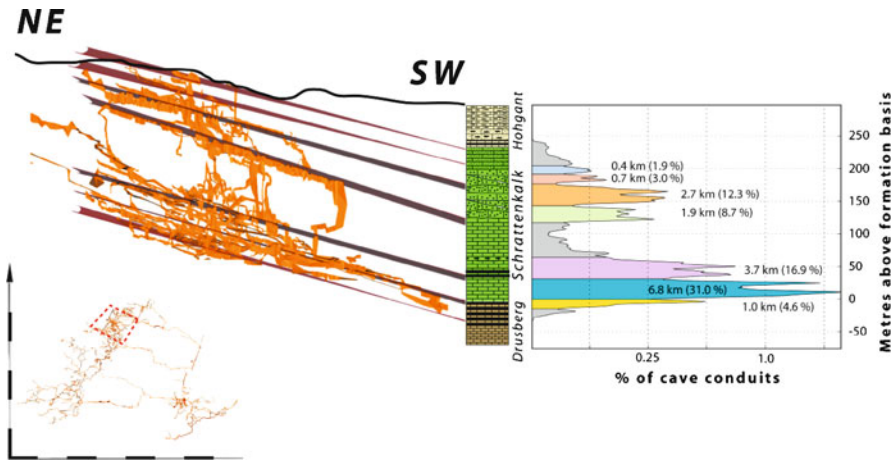 NE
SW
Hohgant
Schrattenkalk
Drusberg
0.4 km (1.9 %)
0.7 km (3.0 %)
2.7 km (12.3 %)
1.9 km (8.7 %)
3.7 km (16.9 %)
6.8 km (31.0 %)
1.0 km (4.6 %)
250
200
150
100
50
0
-50
Metres above formation basis
0.25
1.0
% of cave conduits